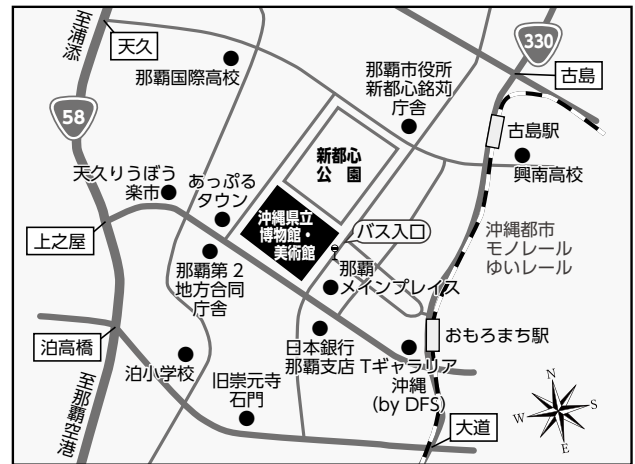 至浦添
天久
330
那覇国際高校
那覇市役所
新都心銘苅
庁舎
古島
58
古島駅
新都心
公園
興南高校
天久りうぼう
楽市
あっぷる
タウン
沖縄県立
博物館・
美術館
バス入口
上之屋
沖縄都市
モノレール
ゆいレール
那覇第2
地方合同
庁舎
那覇
メインプレイス
泊高橋
おもろまち駅
日本銀行
那覇支店
Tギャラリア
沖縄
(by DFS)
泊小学校
旧崇元寺
石門
至那覇空港
大道
N
W
S
E